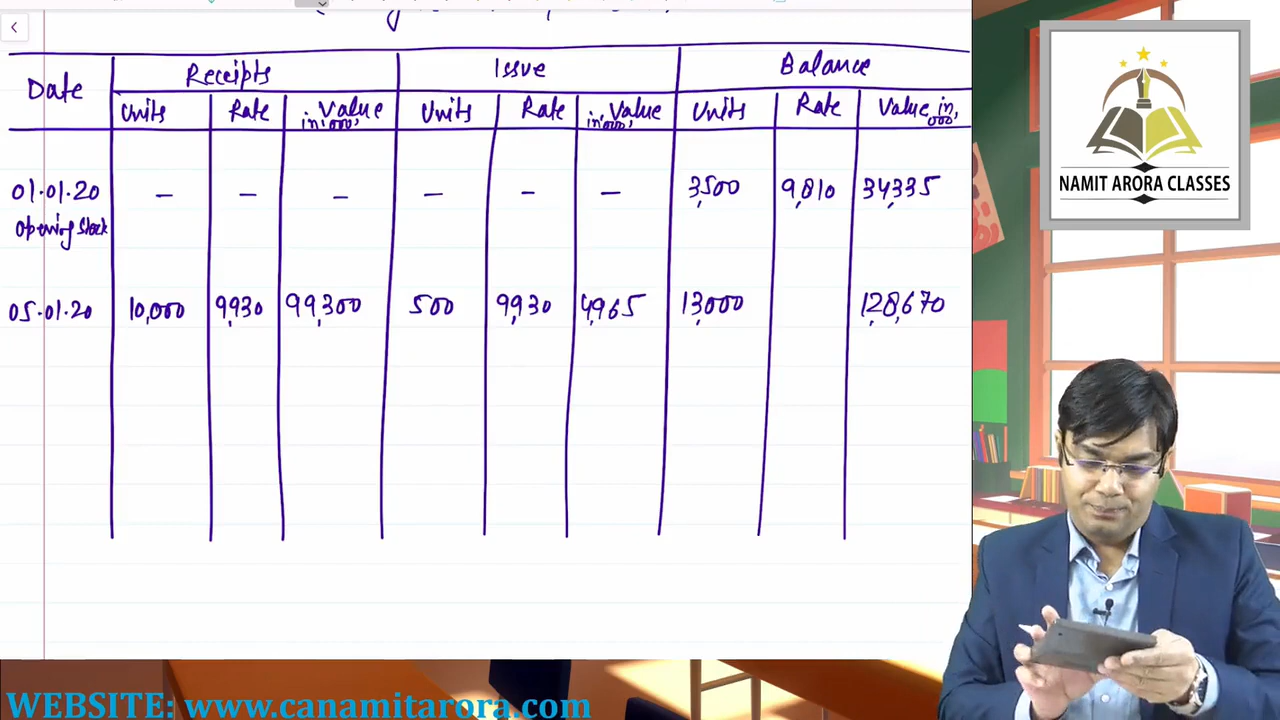 Receipts Issue Balance
Date Units Rate Value in '000' Units Rate Value in '000' Units Rate Value in '000'
01.01.20 – – – – – – 3,500 9,810 34,335
Opening Stock
05.01.20 10,000 9,930 99,300 500 9,930 4,965 13,000 128,670
NAMIT ARORA CLASSES
WEBSITE: www.canamitarora.com